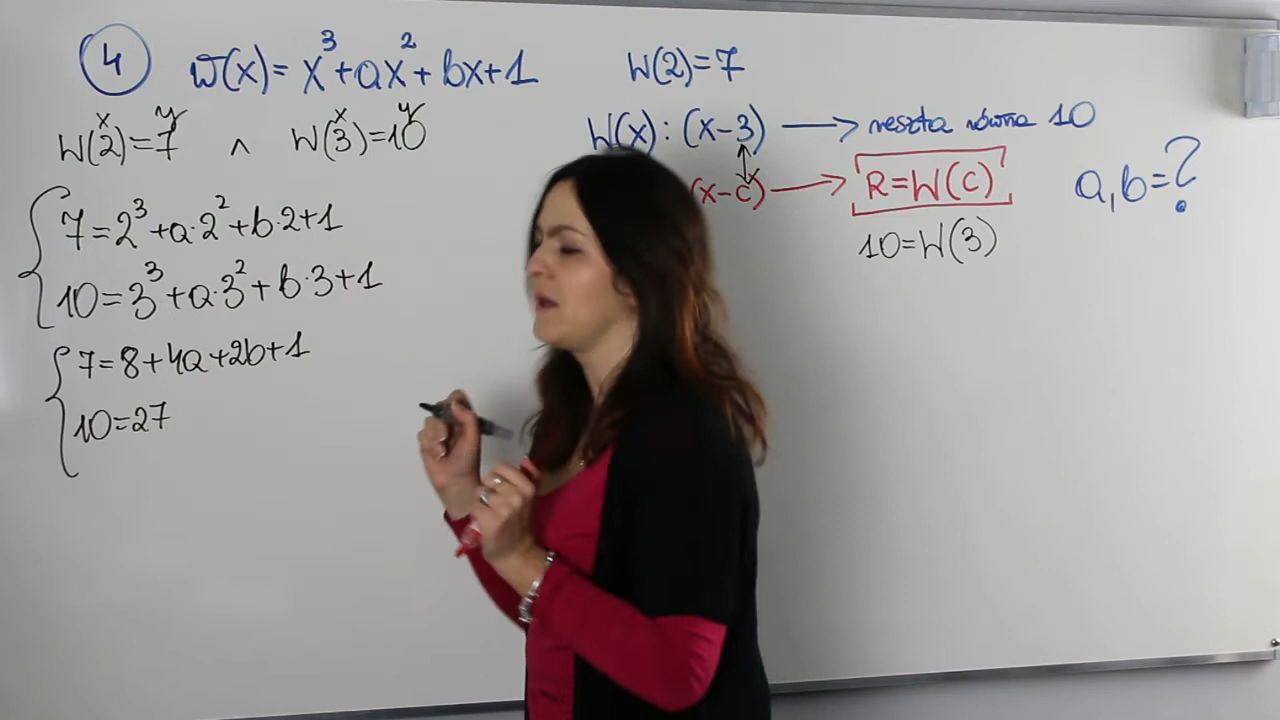 4 W(x)=x³+ax²+bx+1 W(2)=7
x y x y
W(2)=7 ∧ W(3)=10
W(x):(x-3) → reszta równa 10
(x-c) → R=W(c) a,b=?
10=W(3)
7=2³+a·2²+b·2+1
10=3³+a·3²+b·3+1
7=8+4a+2b+1
10=27